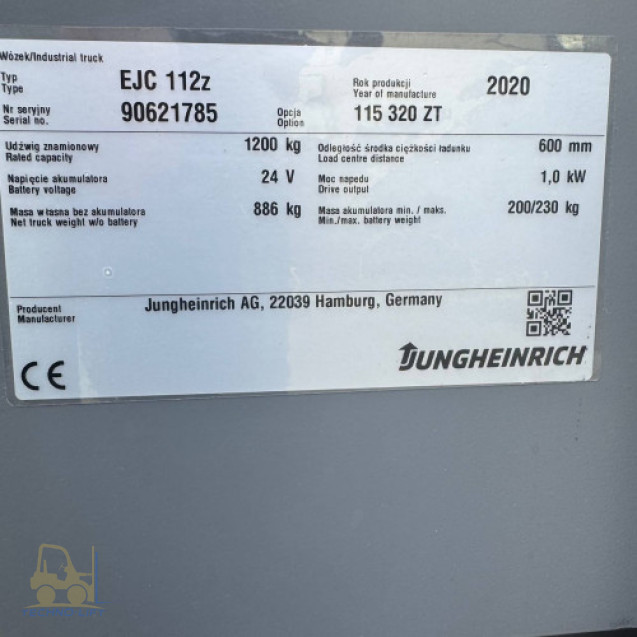 Wózek/Industrial truck
Typ EJC 112z Rok produkcji 2020
Type Year of manufacture
Nr seryjny 90621785 Opcja 115 320 ZT
Serial no. Option
Udźwig znamionowy 1200 kg Odległość środka ciężkości ładunku 600 mm
Rated capacity Load centre distance
Napięcie akumulatora 24 V Moc napędu 1,0 kW
Battery voltage Drive output
Masa własna bez akumulatora 886 kg Masa akumulatora min. / maks. 200/230 kg
Net truck weight w/o battery Min./max. battery weight
Producent Jungheinrich AG, 22039 Hamburg, Germany
Manufacturer
CE JUNGHEINRICH